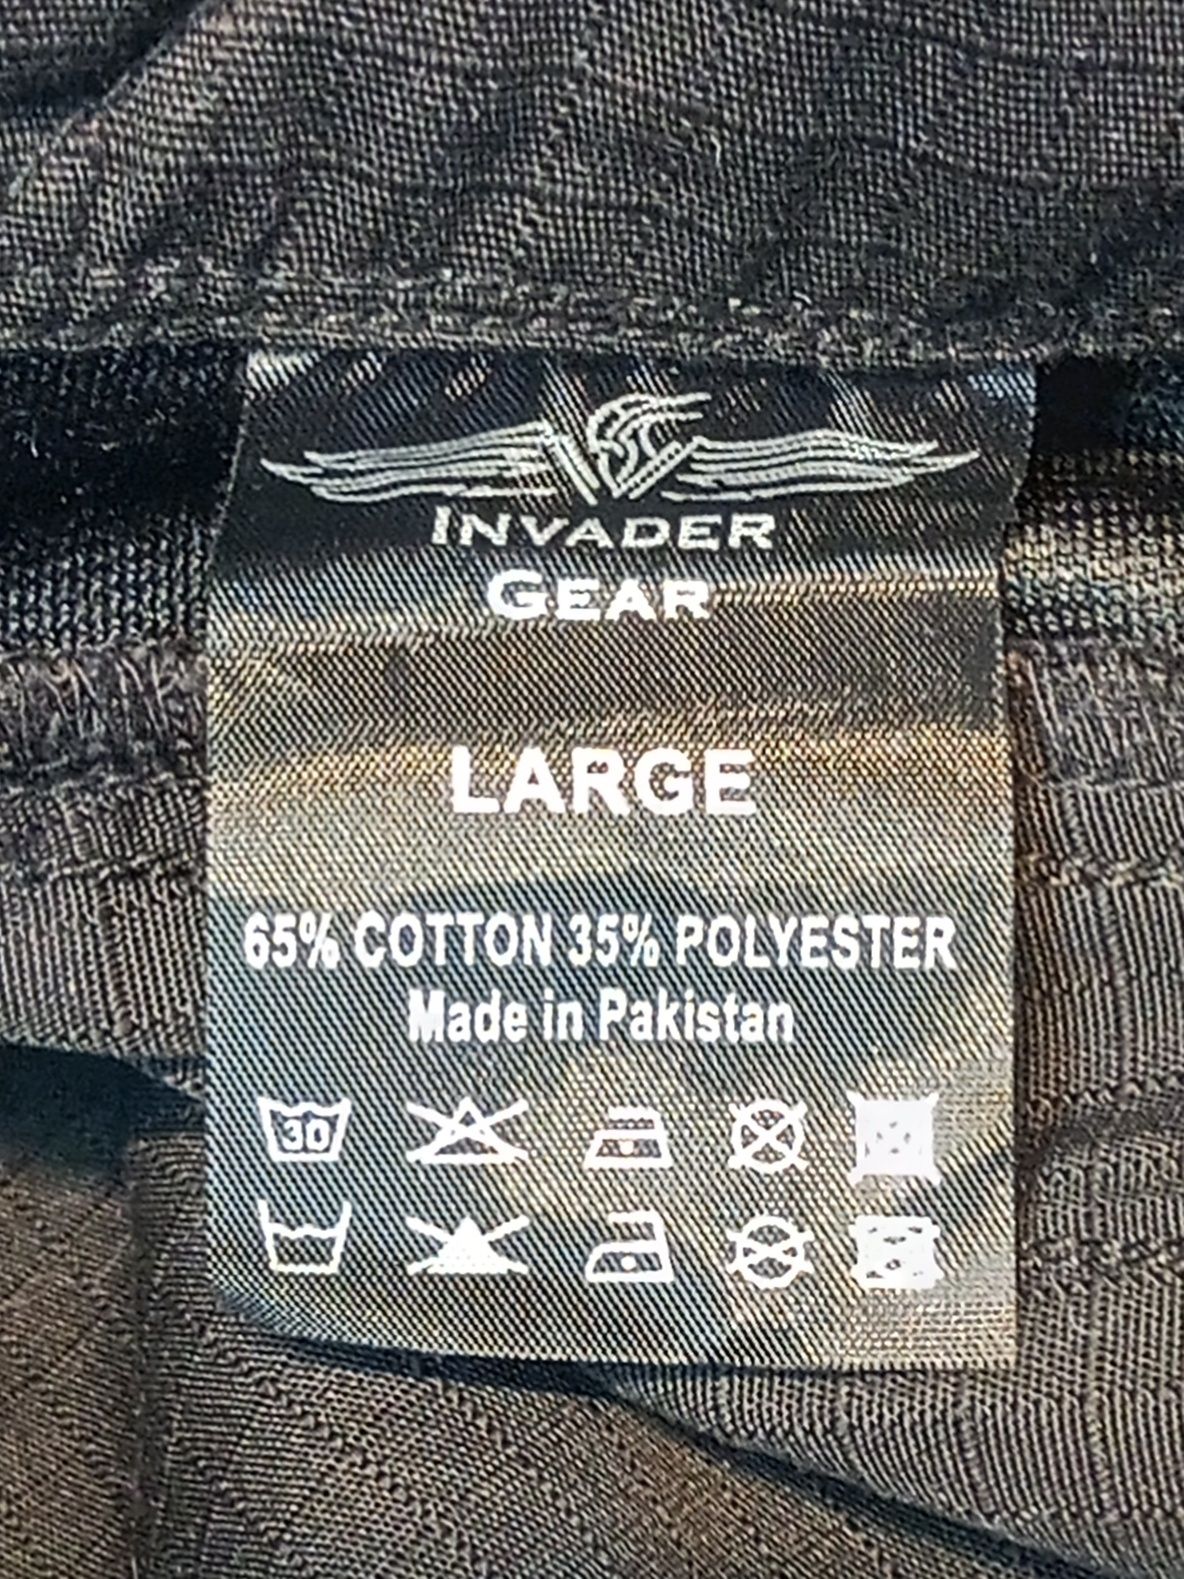 INVADER
GEAR
LARGE
65% COTTON 35% POLYESTER
Made in Pakistan
30